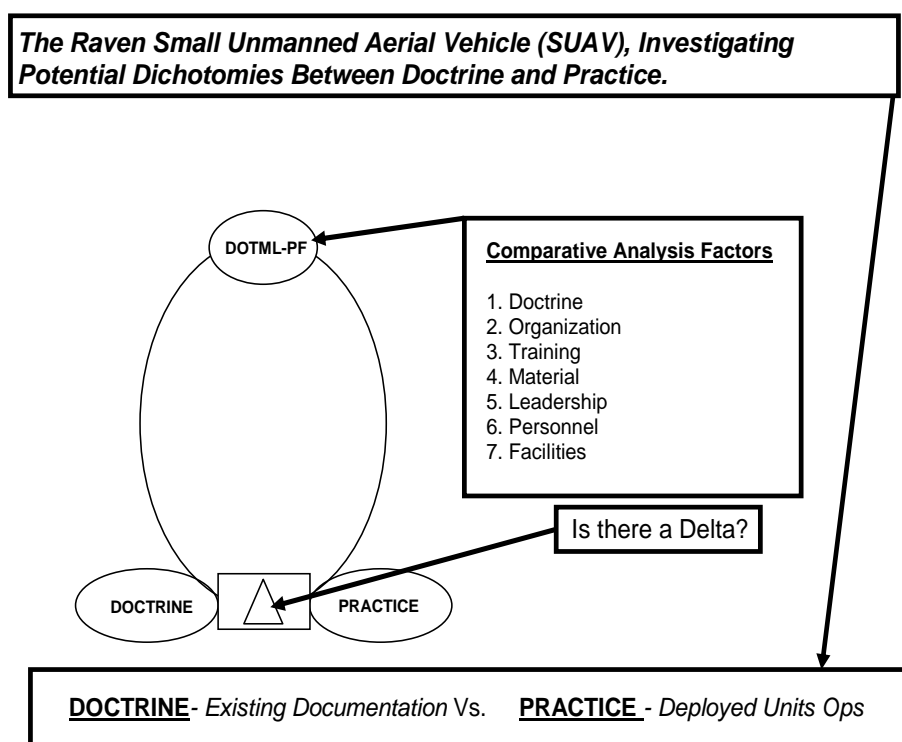 The Raven Small Unmanned Aerial Vehicle (SUAV), Investigating
Potential Dichotomies Between Doctrine and Practice.
DOTML-PF
Comparative Analysis Factors
1. Doctrine
2. Organization
3. Training
4. Material
5. Leadership
6. Personnel
7. Facilities
Is there a Delta?
DOCTRINE
PRACTICE
DOCTRINE- Existing Documentation Vs. PRACTICE - Deployed Units Ops